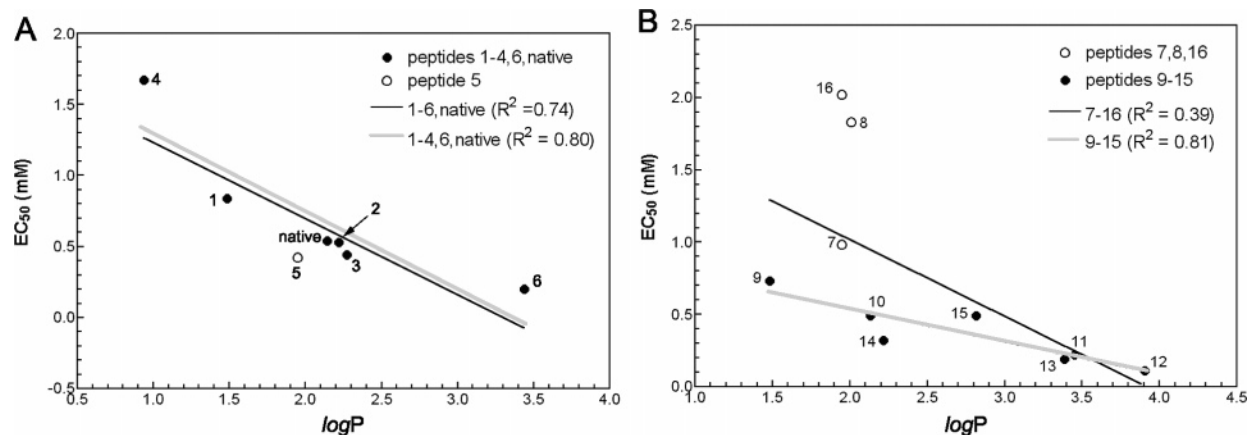 A
2.0
1.5
1.0
0.5
0.0
-0.5
EC50 (mM)
4
1
native
2
5
3
6
peptides 1-4,6,native
peptide 5
1-6,native (R² =0.74)
1-4,6,native (R² = 0.80)
0.5 1.0 1.5 2.0 2.5 3.0 3.5 4.0
logP
B
2.5
2.0
1.5
1.0
0.5
0.0
EC50 (mM)
16
8
7
9
10
14
15
11
13
12
peptides 7,8,16
peptides 9-15
7-16 (R² = 0.39)
9-15 (R² = 0.81)
1.0 1.5 2.0 2.5 3.0 3.5 4.0 4.5
logP